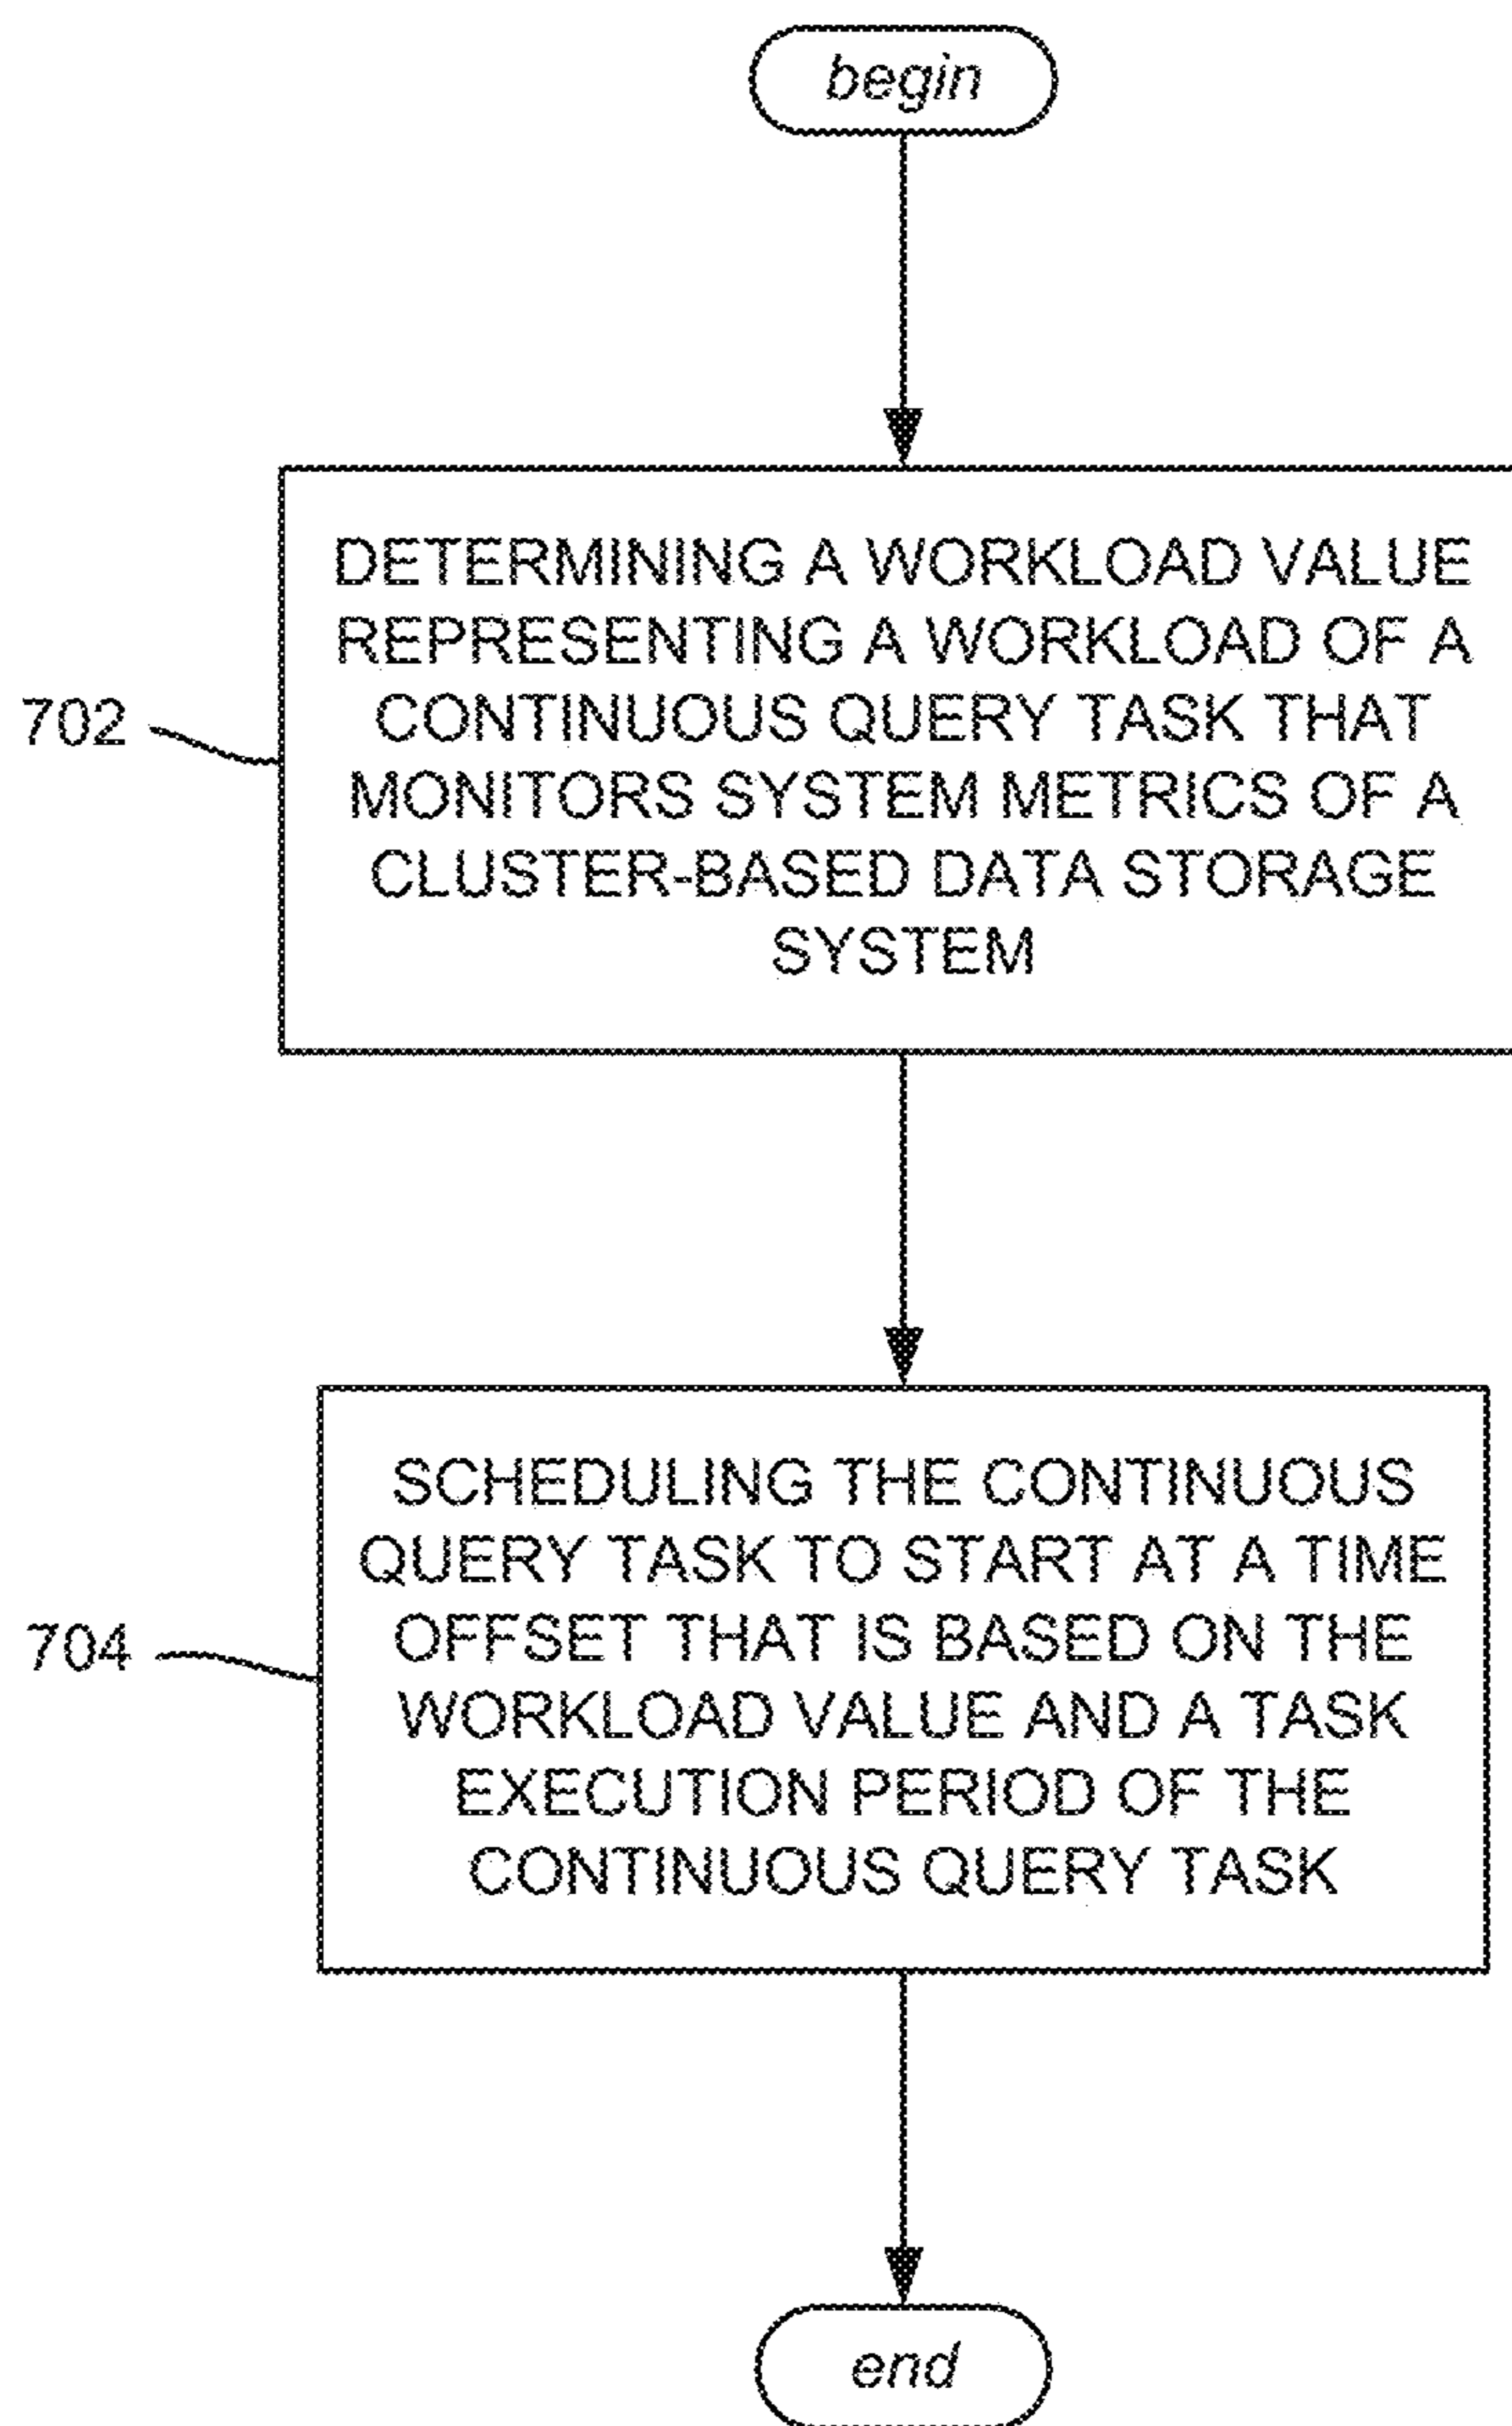 begin
DETERMINING A WORKLOAD VALUE
REPRESENTING A WORKLOAD OF A
CONTINUOUS QUERY TASK THAT
MONITORS SYSTEM METRICS OF A
CLUSTER-BASED DATA STORAGE
SYSTEM
702
SCHEDULING THE CONTINUOUS
QUERY TASK TO START AT A TIME
OFFSET THAT IS BASED ON THE
WORKLOAD VALUE AND A TASK
EXECUTION PERIOD OF THE
CONTINUOUS QUERY TASK
704
end